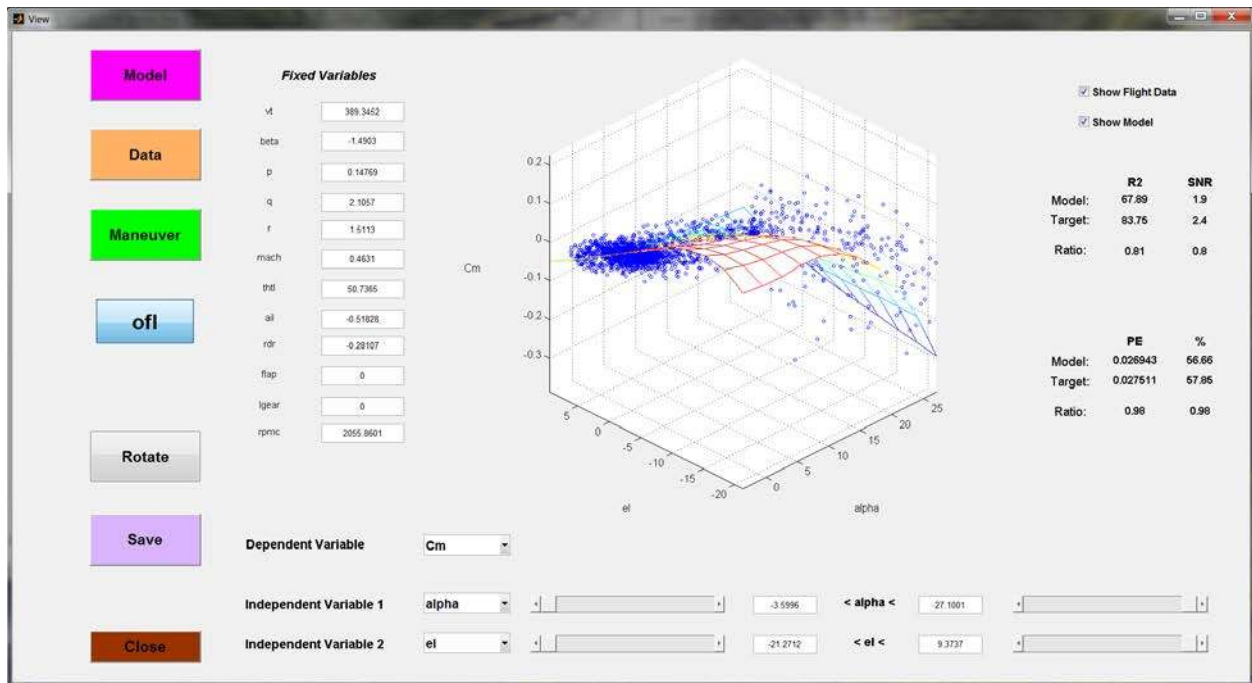 View
Model
Data
Maneuver
ofl
Rotate
Save
Close
Fixed Variables
vt 389.3452
beta -1.4903
p 0.14769
q 2.1057
r 1.5113
mach 0.4631
thtl 50.7365
ail -0.51828
rdr -0.28107
flap 0
lgear 0
rpmc 2055.8601
Cm
0.2
0.1
0
-0.1
-0.2
-0.3
5
0
-5
-10
-15
-20
el
0
5
10
15
20
25
alpha
Show Flight Data
Show Model
R2 SNR
Model: 67.89 1.9
Target: 83.75 2.4
Ratio: 0.81 0.8
PE %
Model: 0.026943 56.66
Target: 0.027511 57.85
Ratio: 0.98 0.98
Dependent Variable Cm
Independent Variable 1 alpha -3.5996 < alpha < 27.1001
Independent Variable 2 el -21.2712 < el < 9.3737